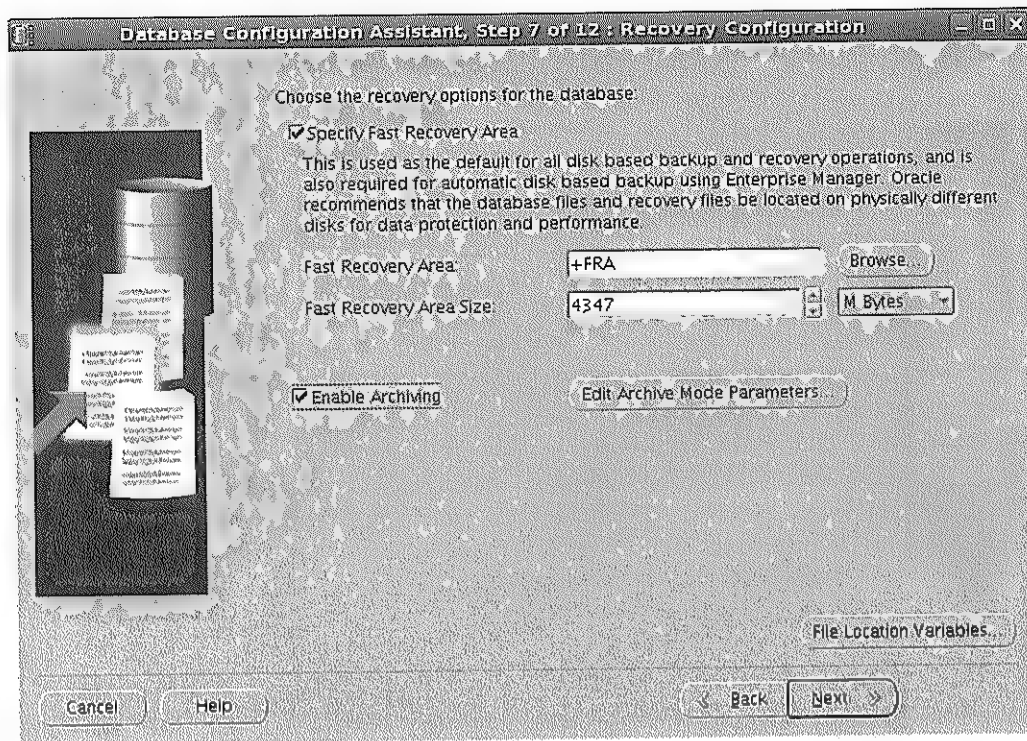 Database Configuration Assistant, Step 7 of 12 : Recovery Configuration
Choose the recovery options for the database:
Specify Fast Recovery Area
This is used as the default for all disk based backup and recovery operations, and is
also required for automatic disk based backup using Enterprise Manager. Oracle
recommends that the database files and recovery files be located on physically different
disks for data protection and performance.
Fast Recovery Area: +FRA Browse...
Fast Recovery Area Size: 4347 M Bytes
Enable Archiving Edit Archive Mode Parameters...
File Location Variables...
Cancel Help Back Next